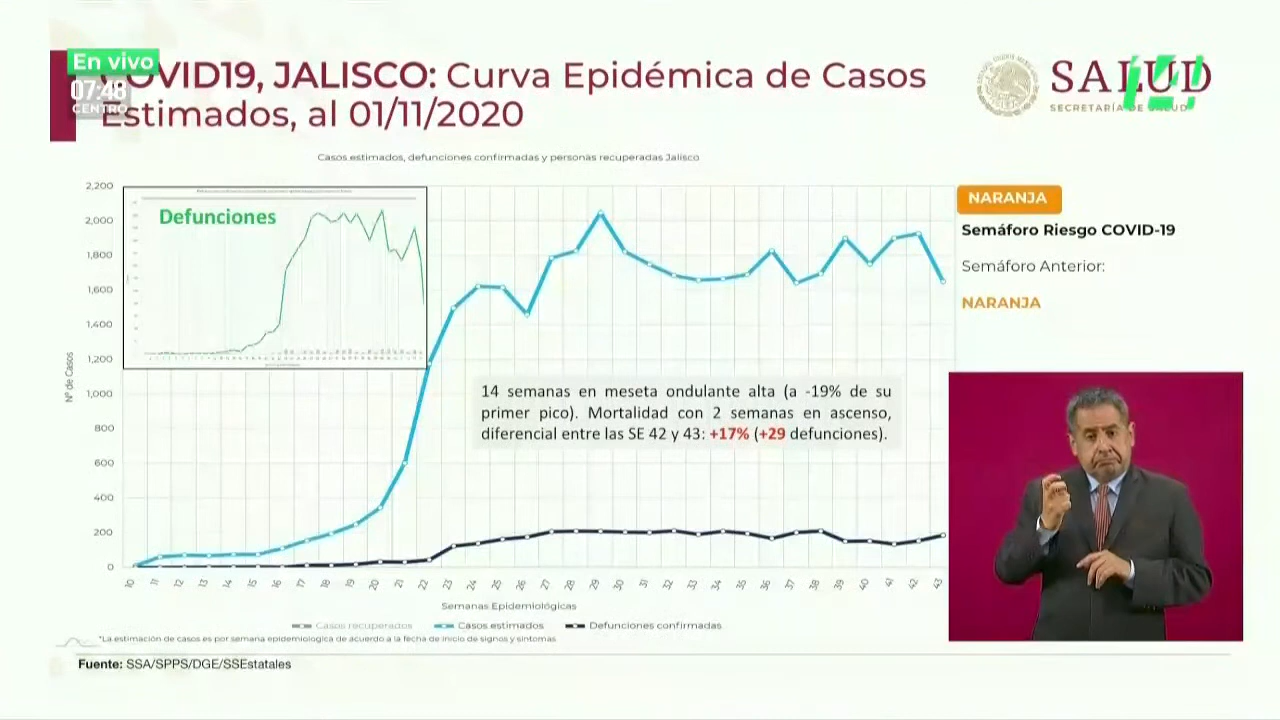 En vivo
07:48
CENTRO
COVID19, JALISCO: Curva Epidémica de Casos
Estimados, al 01/11/2020
SALUD
SECRETARÍA DE SALUD
Casos estimados, defunciones confirmadas y personas recuperadas Jalisco
Defunciones
Nº de Casos
2,200
2,000
1,800
1,600
1,400
1,200
1,000
800
600
400
200
0
14 semanas en meseta ondulante alta (a -19% de su
primer pico). Mortalidad con 2 semanas en ascenso,
diferencial entre las SE 42 y 43: +17% (+29 defunciones).
10 11 12 13 14 15 16 17 18 19 20 21 22 23 24 25 26 27 28 29 30 31 32 33 34 35 36 37 38 39 40 41 42 43
Semanas Epidemiológicas
Casos recuperados Casos estimados Defunciones confirmadas
*La estimación de casos es por semana epidemiológica de acuerdo a la fecha de inicio de signos y síntomas
Fuente: SSA/SPPS/DGE/SSEstatales
NARANJA
Semáforo Riesgo COVID-19
Semáforo Anterior:
NARANJA